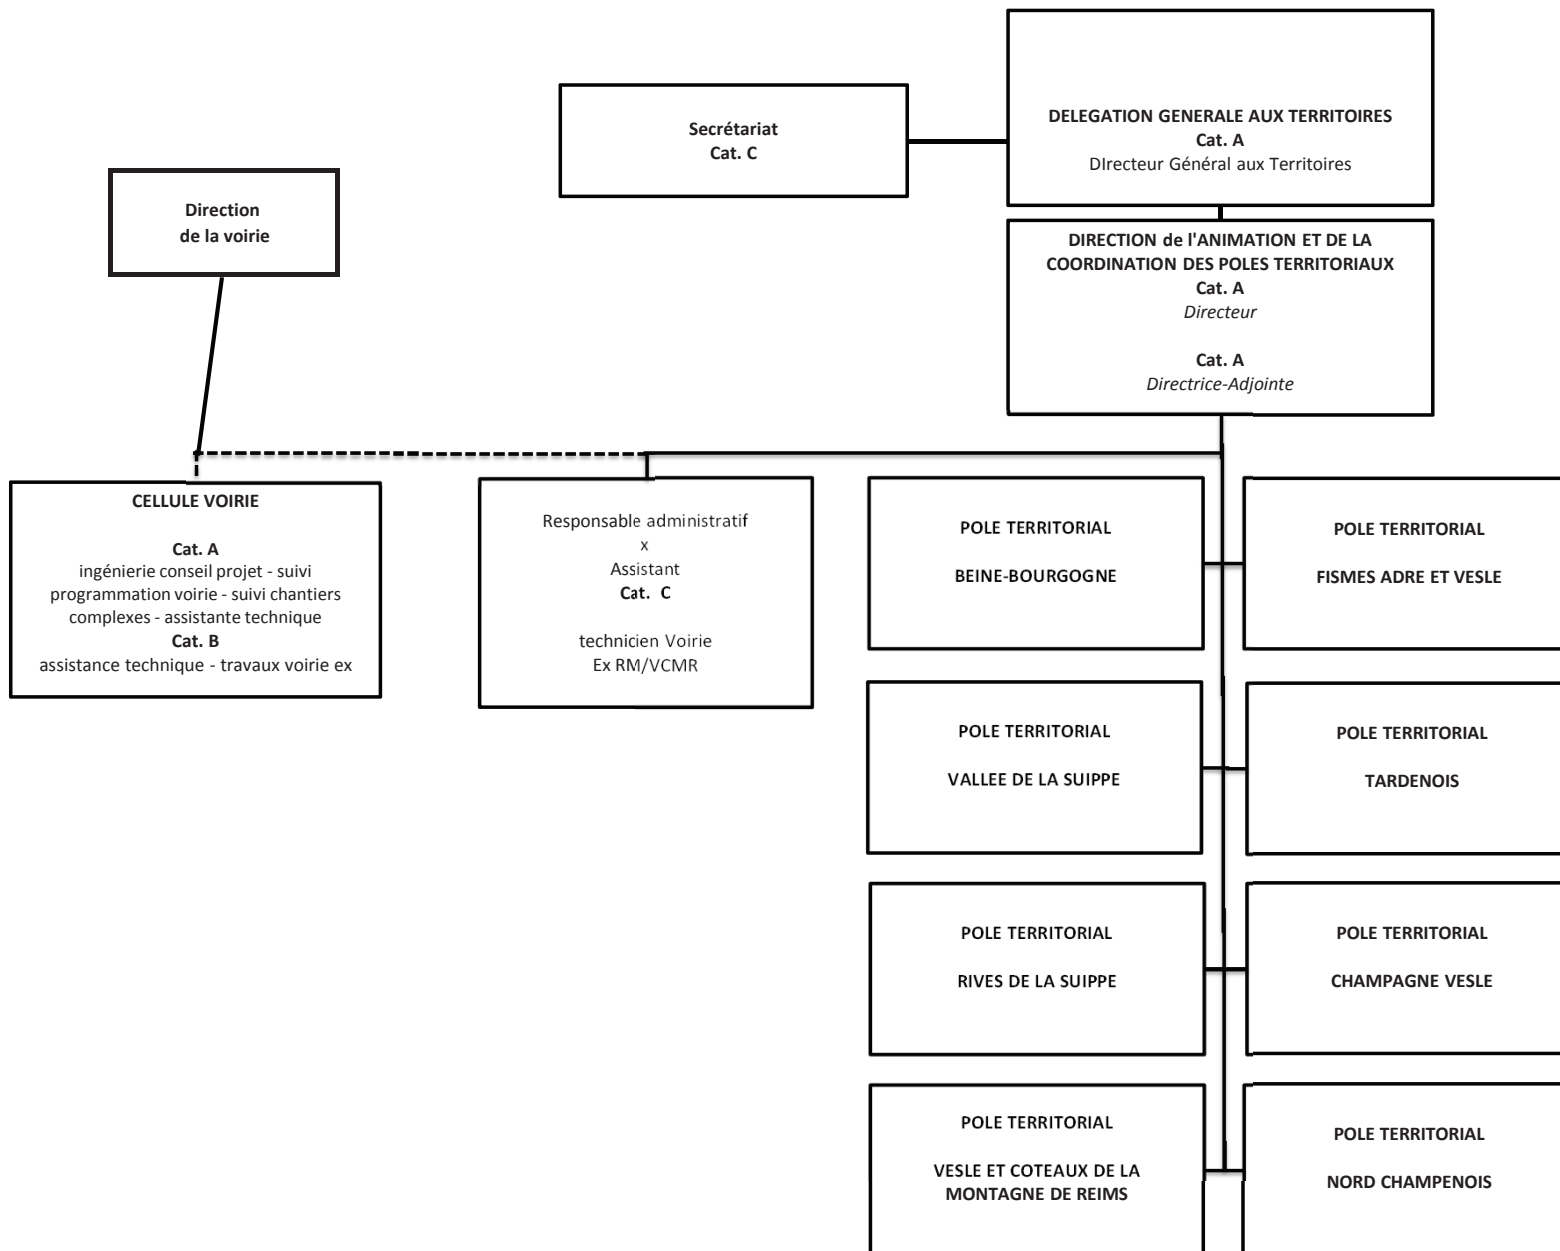 DELEGATION GENERALE AUX TERRITOIRES
Cat. A
DIrecteur Général aux Territoires
Secrétariat
Cat. C
Direction
de la voirie
DIRECTION de l'ANIMATION ET DE LA
COORDINATION DES POLES TERRITORIAUX
Cat. A
Directeur
Cat. A
Directrice-Adjointe
CELLULE VOIRIE
Cat. A
ingénierie conseil projet - suivi
programmation voirie - suivi chantiers
complexes - assistante technique
Cat. B
assistance technique - travaux voirie ex
Responsable administratif
x
Assistant
Cat. C
technicien Voirie
Ex RM/VCMR
POLE TERRITORIAL
BEINE-BOURGOGNE
POLE TERRITORIAL
FISMES ADRE ET VESLE
POLE TERRITORIAL
VALLEE DE LA SUIPPE
POLE TERRITORIAL
TARDENOIS
POLE TERRITORIAL
RIVES DE LA SUIPPE
POLE TERRITORIAL
CHAMPAGNE VESLE
POLE TERRITORIAL
VESLE ET COTEAUX DE LA
MONTAGNE DE REIMS
POLE TERRITORIAL
NORD CHAMPENOIS